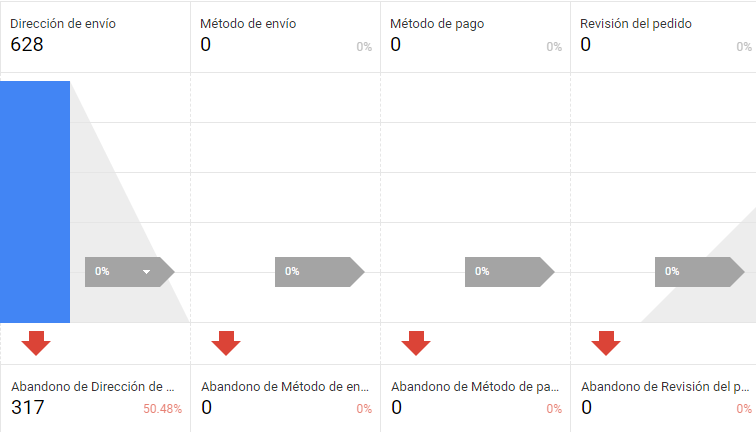 Dirección de envío
628
Método de envío
0
0%
Método de pago
0
0%
Revisión del pedido
0
0%
0%
0%
0%
0%
Abandono de Dirección de ...
317
50.48%
Abandono de Método de en...
0
0%
Abandono de Método de pa...
0
0%
Abandono de Revisión del p...
0
0%